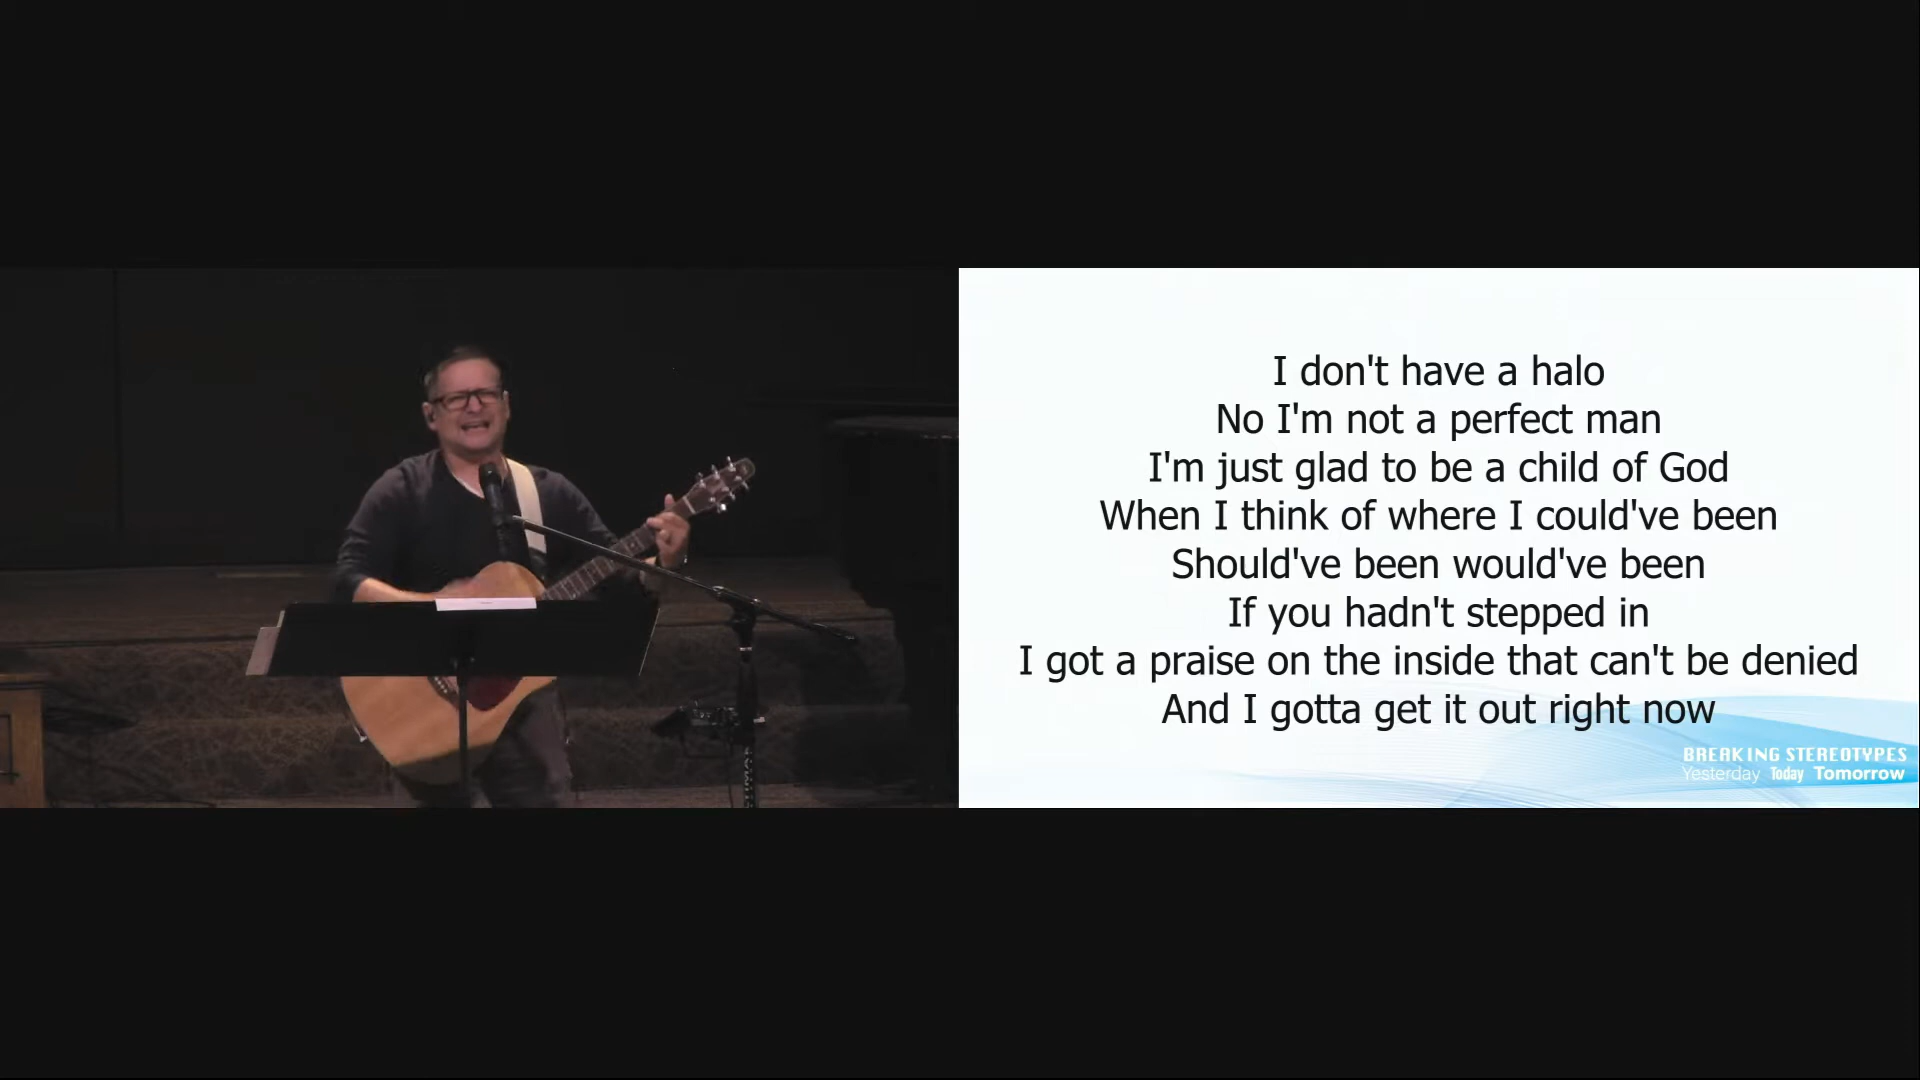 I don't have a halo
No I'm not a perfect man
I'm just glad to be a child of God
When I think of where I could've been
Should've been would've been
If you hadn't stepped in
I got a praise on the inside that can't be denied
And I gotta get it out right now
BREAKING STEREOTYPES
Yesterday Today Tomorrow